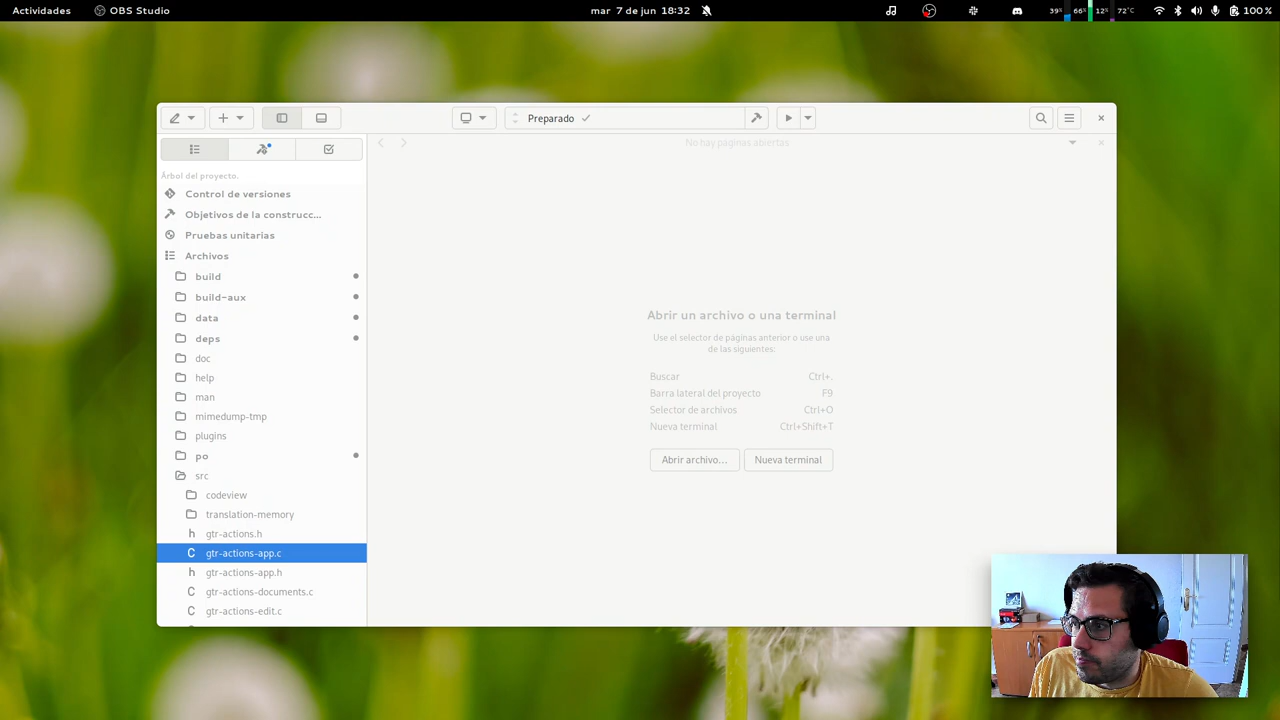 Actividades
OBS Studio
mar 7 de jun 18:32
39%
66%
12%
72°C
100 %
Preparado
No hay páginas abiertas
Árbol del proyecto.
Control de versiones
Objetivos de la construcc...
Pruebas unitarias
Archivos
build
build-aux
data
deps
doc
help
man
mimedump-tmp
plugins
po
src
codeview
translation-memory
h gtr-actions.h
C gtr-actions-app.c
h gtr-actions-app.h
C gtr-actions-documents.c
C gtr-actions-edit.c
Abrir un archivo o una terminal
Use el selector de páginas anterior o use una
de las siguientes:
Buscar Ctrl+.
Barra lateral del proyecto F9
Selector de archivos Ctrl+O
Nueva terminal Ctrl+Shift+T
Abrir archivo...
Nueva terminal